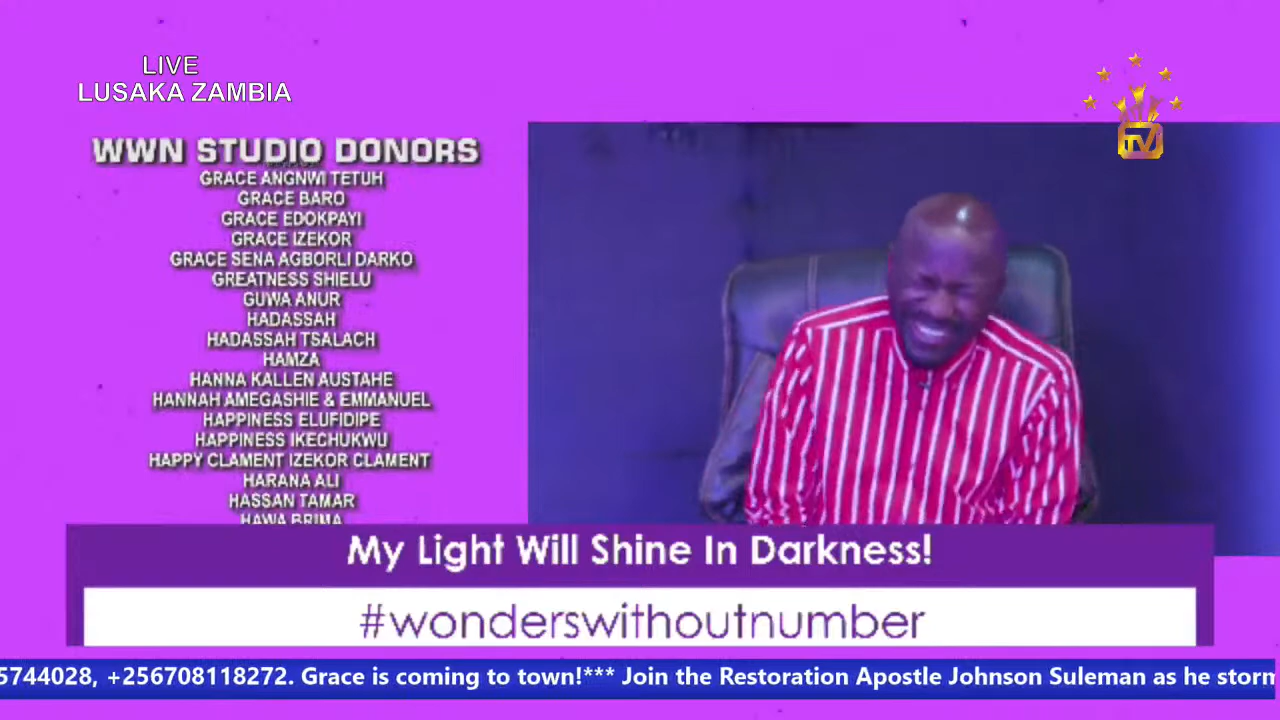 LIVE
LUSAKA ZAMBIA
TV
WWN STUDIO DONORS
GRACE ANGNWI TETUH
GRACE BARO
GRACE EDOKPAYI
GRACE IZEKOR
GRACE SENA AGBORLI DARKO
GREATNESS SHIELU
GUWA ANUR
HADASSAH
HADASSAH TSALACH
HAMZA
HANNA KALLEN AUSTAHE
HANNAH AMEGASHIE & EMMANUEL
HAPPINESS ELUFIDIPE
HAPPINESS IKECHUKWU
HAPPY CLAMENT IZEKOR CLAMENT
HARANA ALI
HASSAN TAMAR
HAWA BRIMA
My Light Will Shine In Darkness!
#wonderswithoutnumber
5744028, +256708118272. Grace is coming to town!*** Join the Restoration Apostle Johnson Suleman as he storm